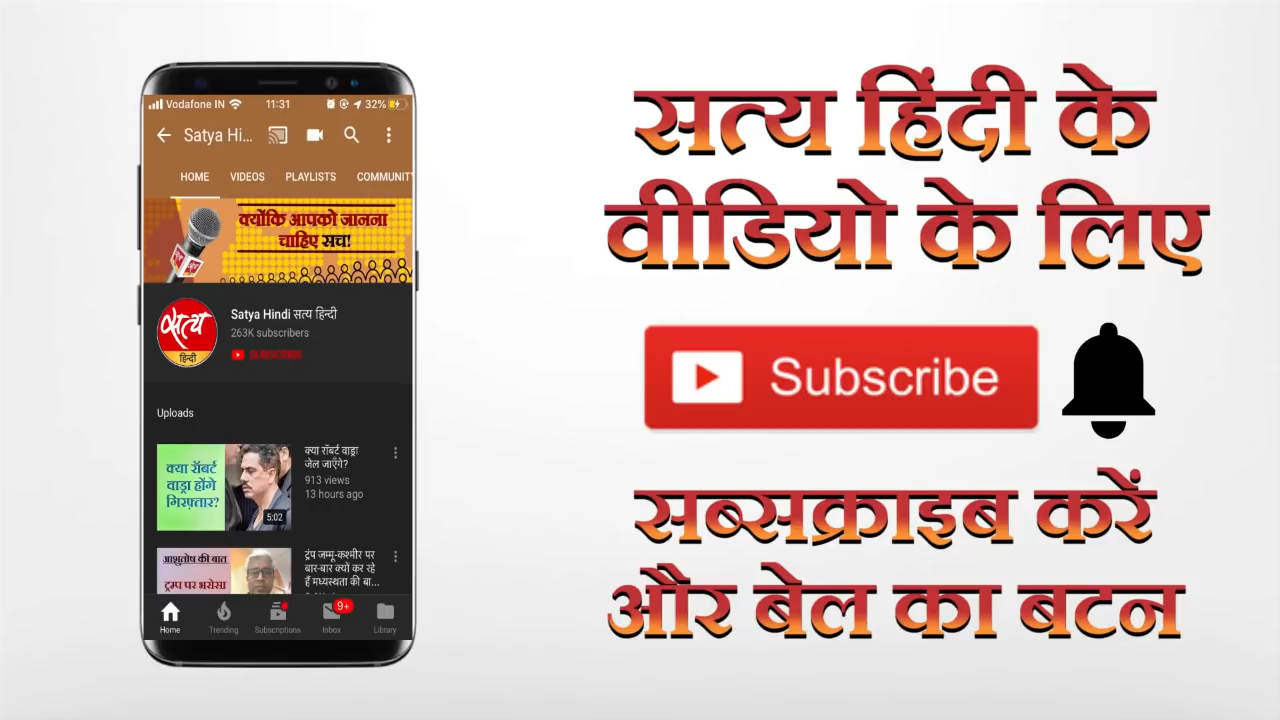 Vodafone IN 11:31 32%
Satya Hi...
HOME VIDEOS PLAYLISTS COMMUNITY
क्योंकि आपको जानना
चाहिए सच!
सत्य
हिन्दी
Satya Hindi सत्य हिन्दी
263K subscribers
SUBSCRIBE
Uploads
क्या रॉबर्ट
वाड्रा होंगे
गिरफ़्तार?
5:02
क्या रॉबर्ट वाड्रा
जेल जाएँगे?
913 views
13 hours ago
आशुतोष की बात
ट्रम्प पर भरोसा
ट्रंप जम्मू-कश्मीर पर
बार-बार क्यों कर रहे
हैं मध्यस्थता की बा...
9+
Home Trending Subscriptions Inbox Library
सत्य हिंदी के
वीडियो के लिए
Subscribe
सब्सक्राइब करें
और बेल का बटन